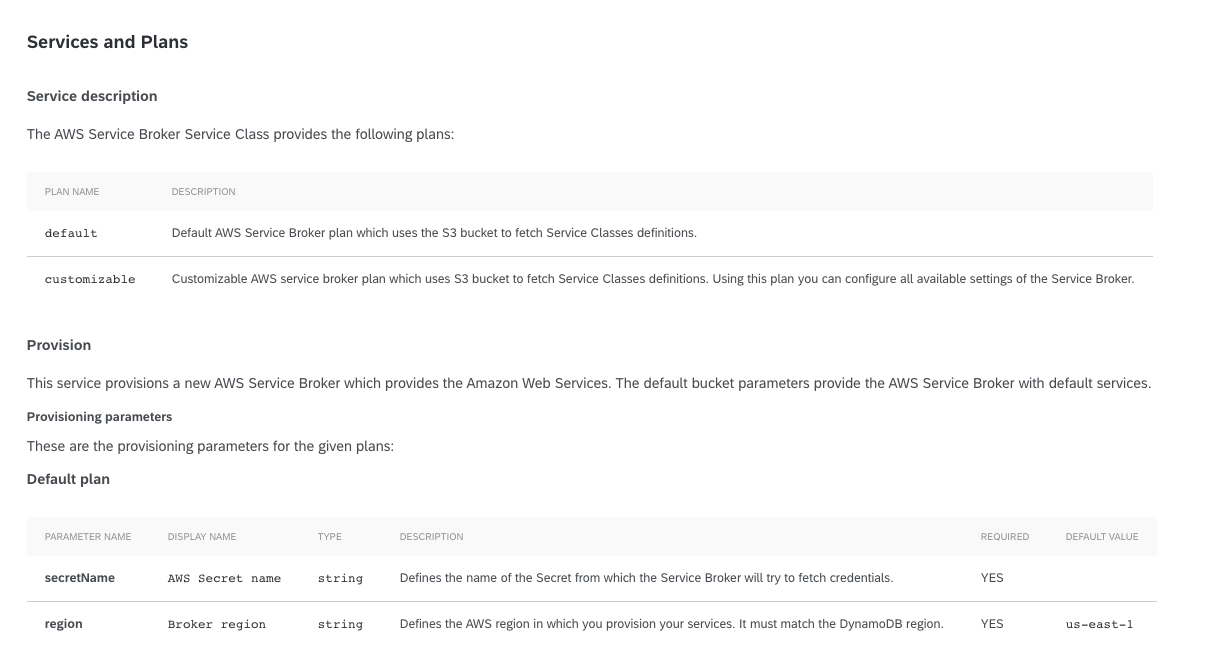 Services and Plans
Service description
The AWS Service Broker Service Class provides the following plans:
PLAN NAME DESCRIPTION
default Default AWS Service Broker plan which uses the S3 bucket to fetch Service Classes definitions.
customizable Customizable AWS service broker plan which uses S3 bucket to fetch Service Classes definitions. Using this plan you can configure all available settings of the Service Broker.
Provision
This service provisions a new AWS Service Broker which provides the Amazon Web Services. The default bucket parameters provide the AWS Service Broker with default services.
Provisioning parameters
These are the provisioning parameters for the given plans:
Default plan
PARAMETER NAME DISPLAY NAME TYPE DESCRIPTION REQUIRED DEFAULT VALUE
secretName AWS Secret name string Defines the name of the Secret from which the Service Broker will try to fetch credentials. YES
region Broker region string Defines the AWS region in which you provision your services. It must match the DynamoDB region. YES us-east-1